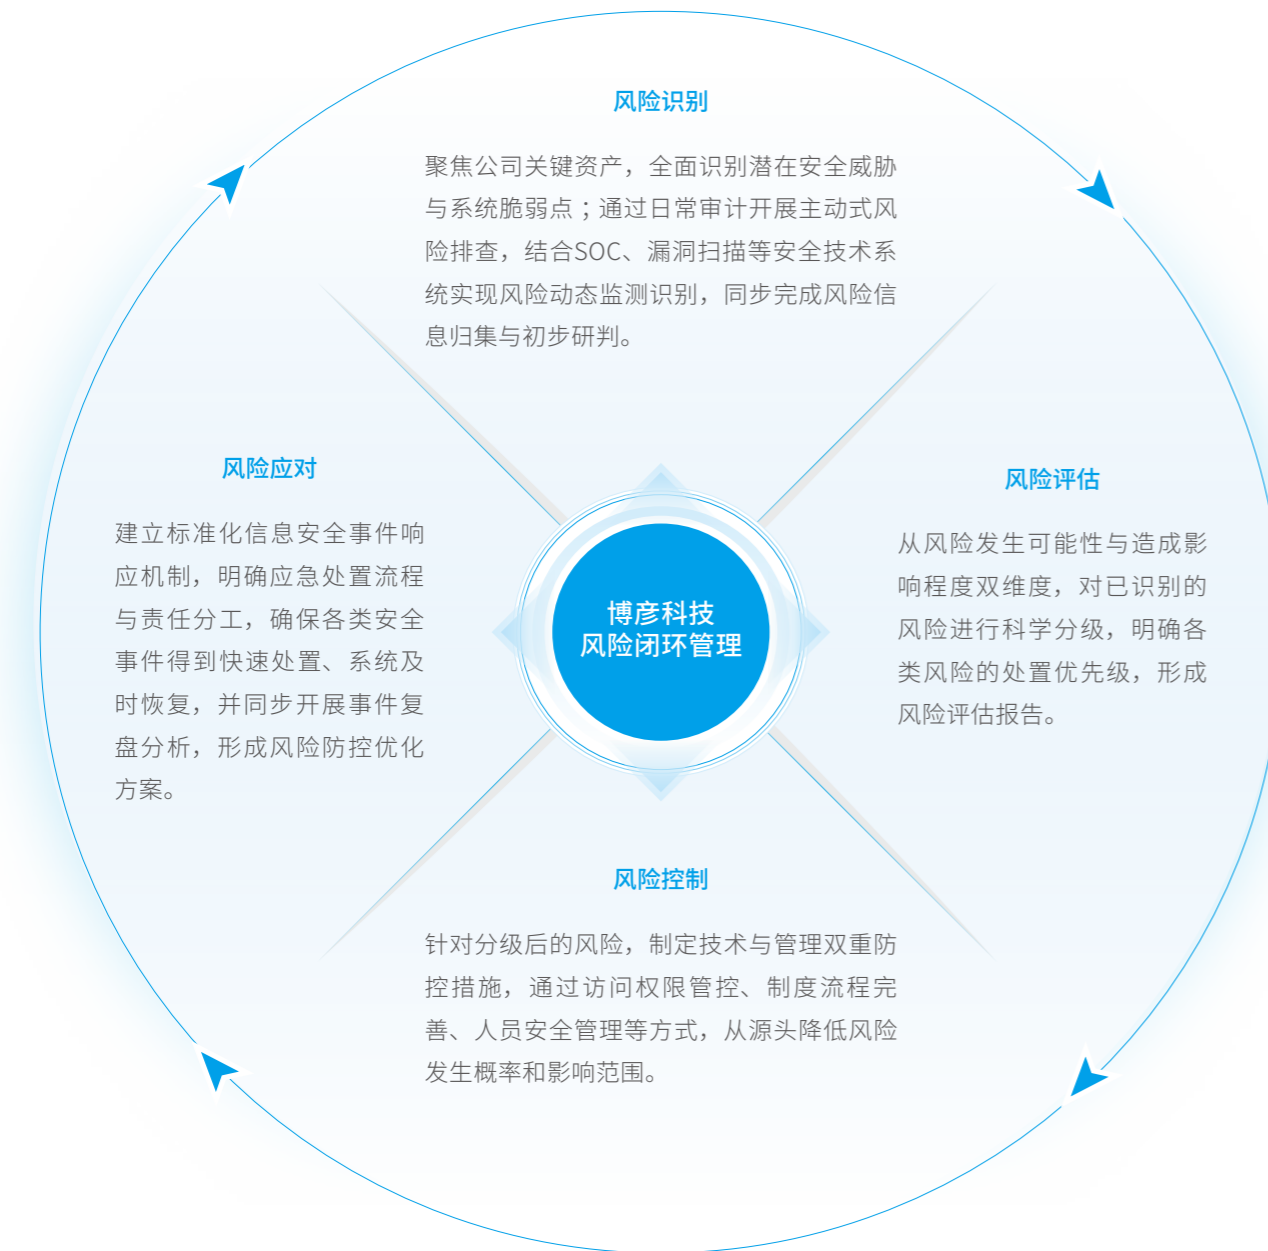 风险识别
聚焦公司关键资产，全面识别潜在安全威胁
与系统脆弱点；通过日常审计开展主动式风
险排查，结合SOC、漏洞扫描等安全技术系
统实现风险动态监测识别，同步完成风险信
息归集与初步研判。
风险评估
从风险发生可能性与造成影
响程度双维度，对已识别的
风险进行科学分级，明确各
类风险的处置优先级，形成
风险评估报告。
风险控制
针对分级后的风险，制定技术与管理双重防
控措施，通过访问权限管控、制度流程完
善、人员安全管理等方式，从源头降低风险
发生概率和影响范围。
风险应对
建立标准化信息安全事件响
应机制，明确应急处置流程
与责任分工，确保各类安全
事件得到快速处置、系统及
时恢复，并同步开展事件复
盘分析，形成风险防控优化
方案。
博彦科技
风险闭环管理